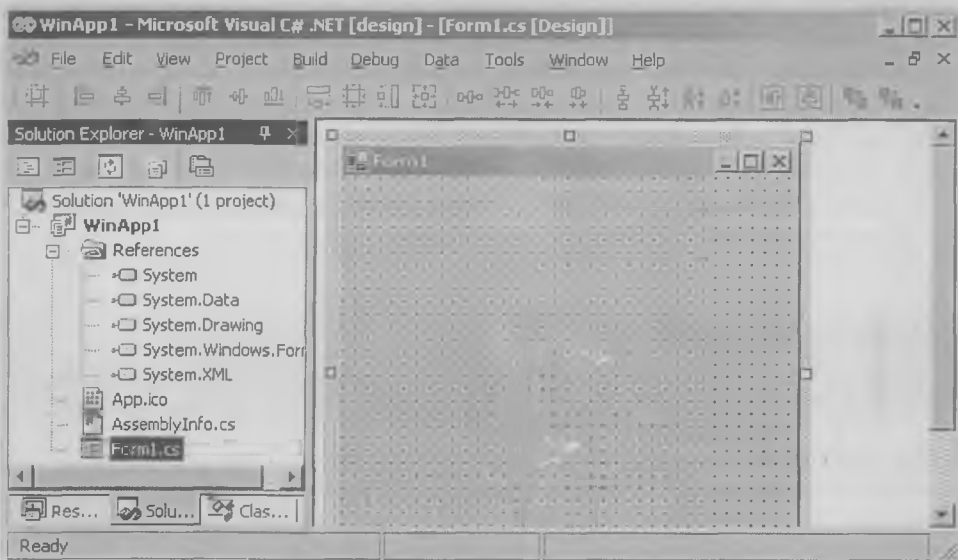 WinApp1 - Microsoft Visual C# .NET [design] - [Form1.cs [Design]]
File Edit View Project Build Debug Data Tools Window Help
Solution Explorer - WinApp1
Form1
Solution 'WinApp1' (1 project)
WinApp1
References
System
System.Data
System.Drawing
System.Windows.Forr
System.XML
App.ico
AssemblyInfo.cs
Form1.cs
Res... Solu... Clas...
Ready